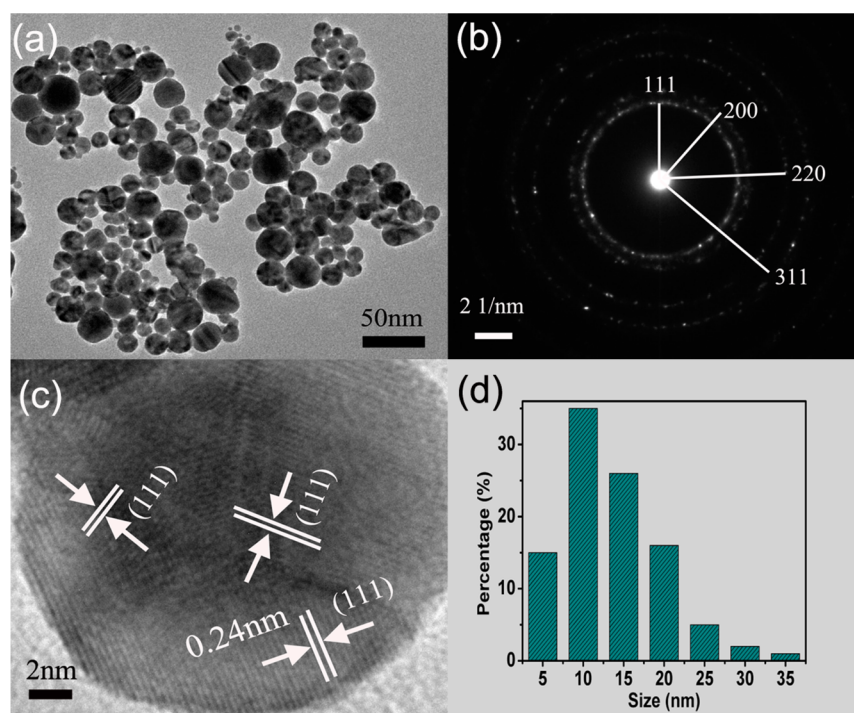 (a)
50nm
(b)
111
200
220
311
2 1/nm
(c)
(111)
(111)
(111)
0.24nm
2nm
(d)
Percentage (%)
30
20
10
0
5 10 15 20 25 30 35
Size (nm)